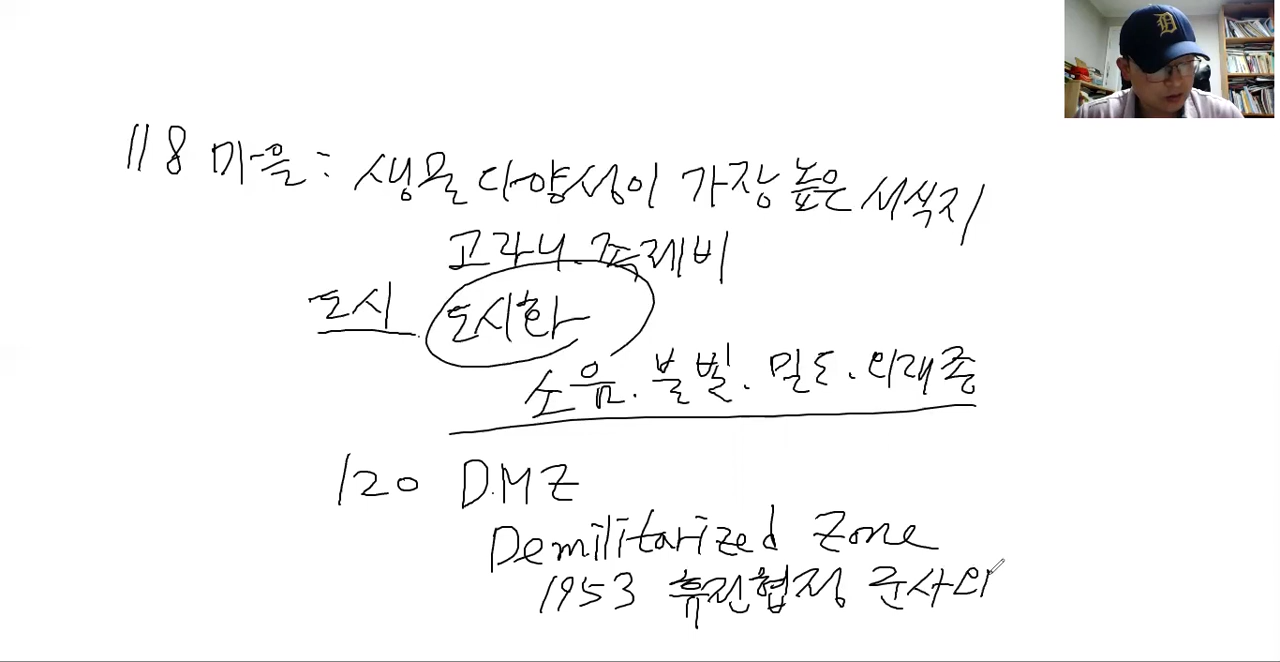 118 마을: 생물 다양성이 가장 높은 서식지
고라니. 족제비
도시 도시화
소음. 불빛. 밀도. 외래종
120 D.M.Z
Demilitarized Zone
1953 휴전협정 군사
D